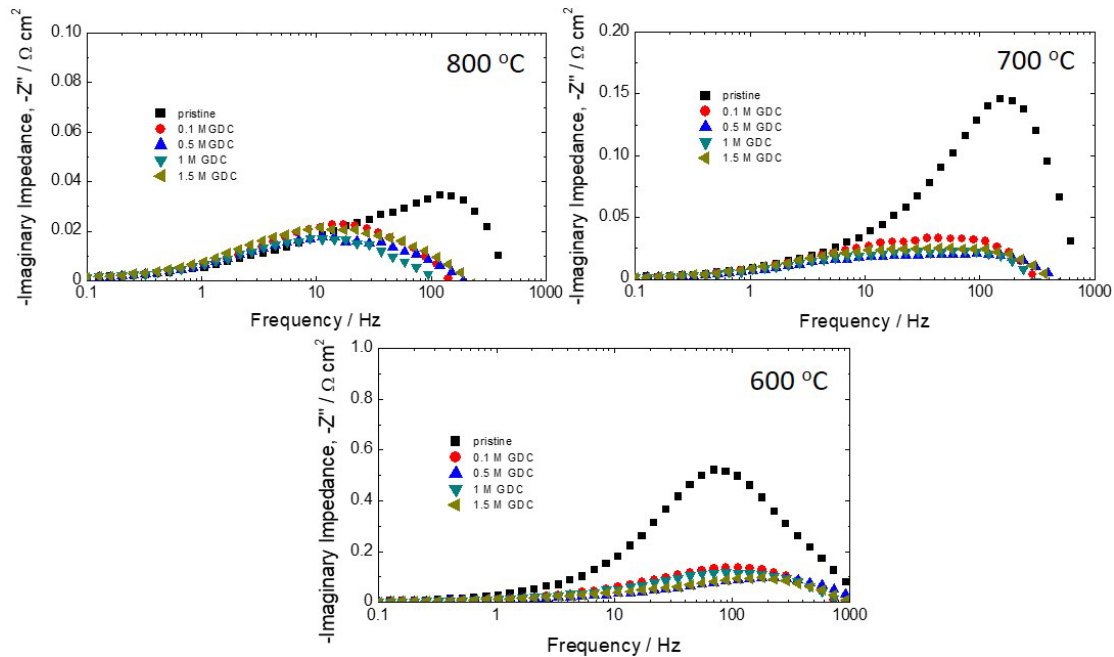 800 °C
0.10
0.08
0.06
0.04
0.02
0
-Imaginary Impedance, -Z" / Ω cm²
pristine
0.1 M GDC
0.5 M GDC
1 M GDC
1.5 M GDC
0.1 1 10 100 1000
Frequency / Hz
700 °C
0.20
0.15
0.10
0.05
0
-Imaginary Impedance, -Z" / Ω cm²
pristine
0.1 M GDC
0.5 M GDC
1 M GDC
1.5 M GDC
0.1 1 10 100 1000
Frequency / Hz
600 °C
1.0
0.8
0.6
0.4
0.2
0
-Imaginary Impedance, -Z" / Ω cm²
pristine
0.1 M GDC
0.5 M GDC
1 M GDC
1.5 M GDC
0.1 1 10 100 1000
Frequency / Hz